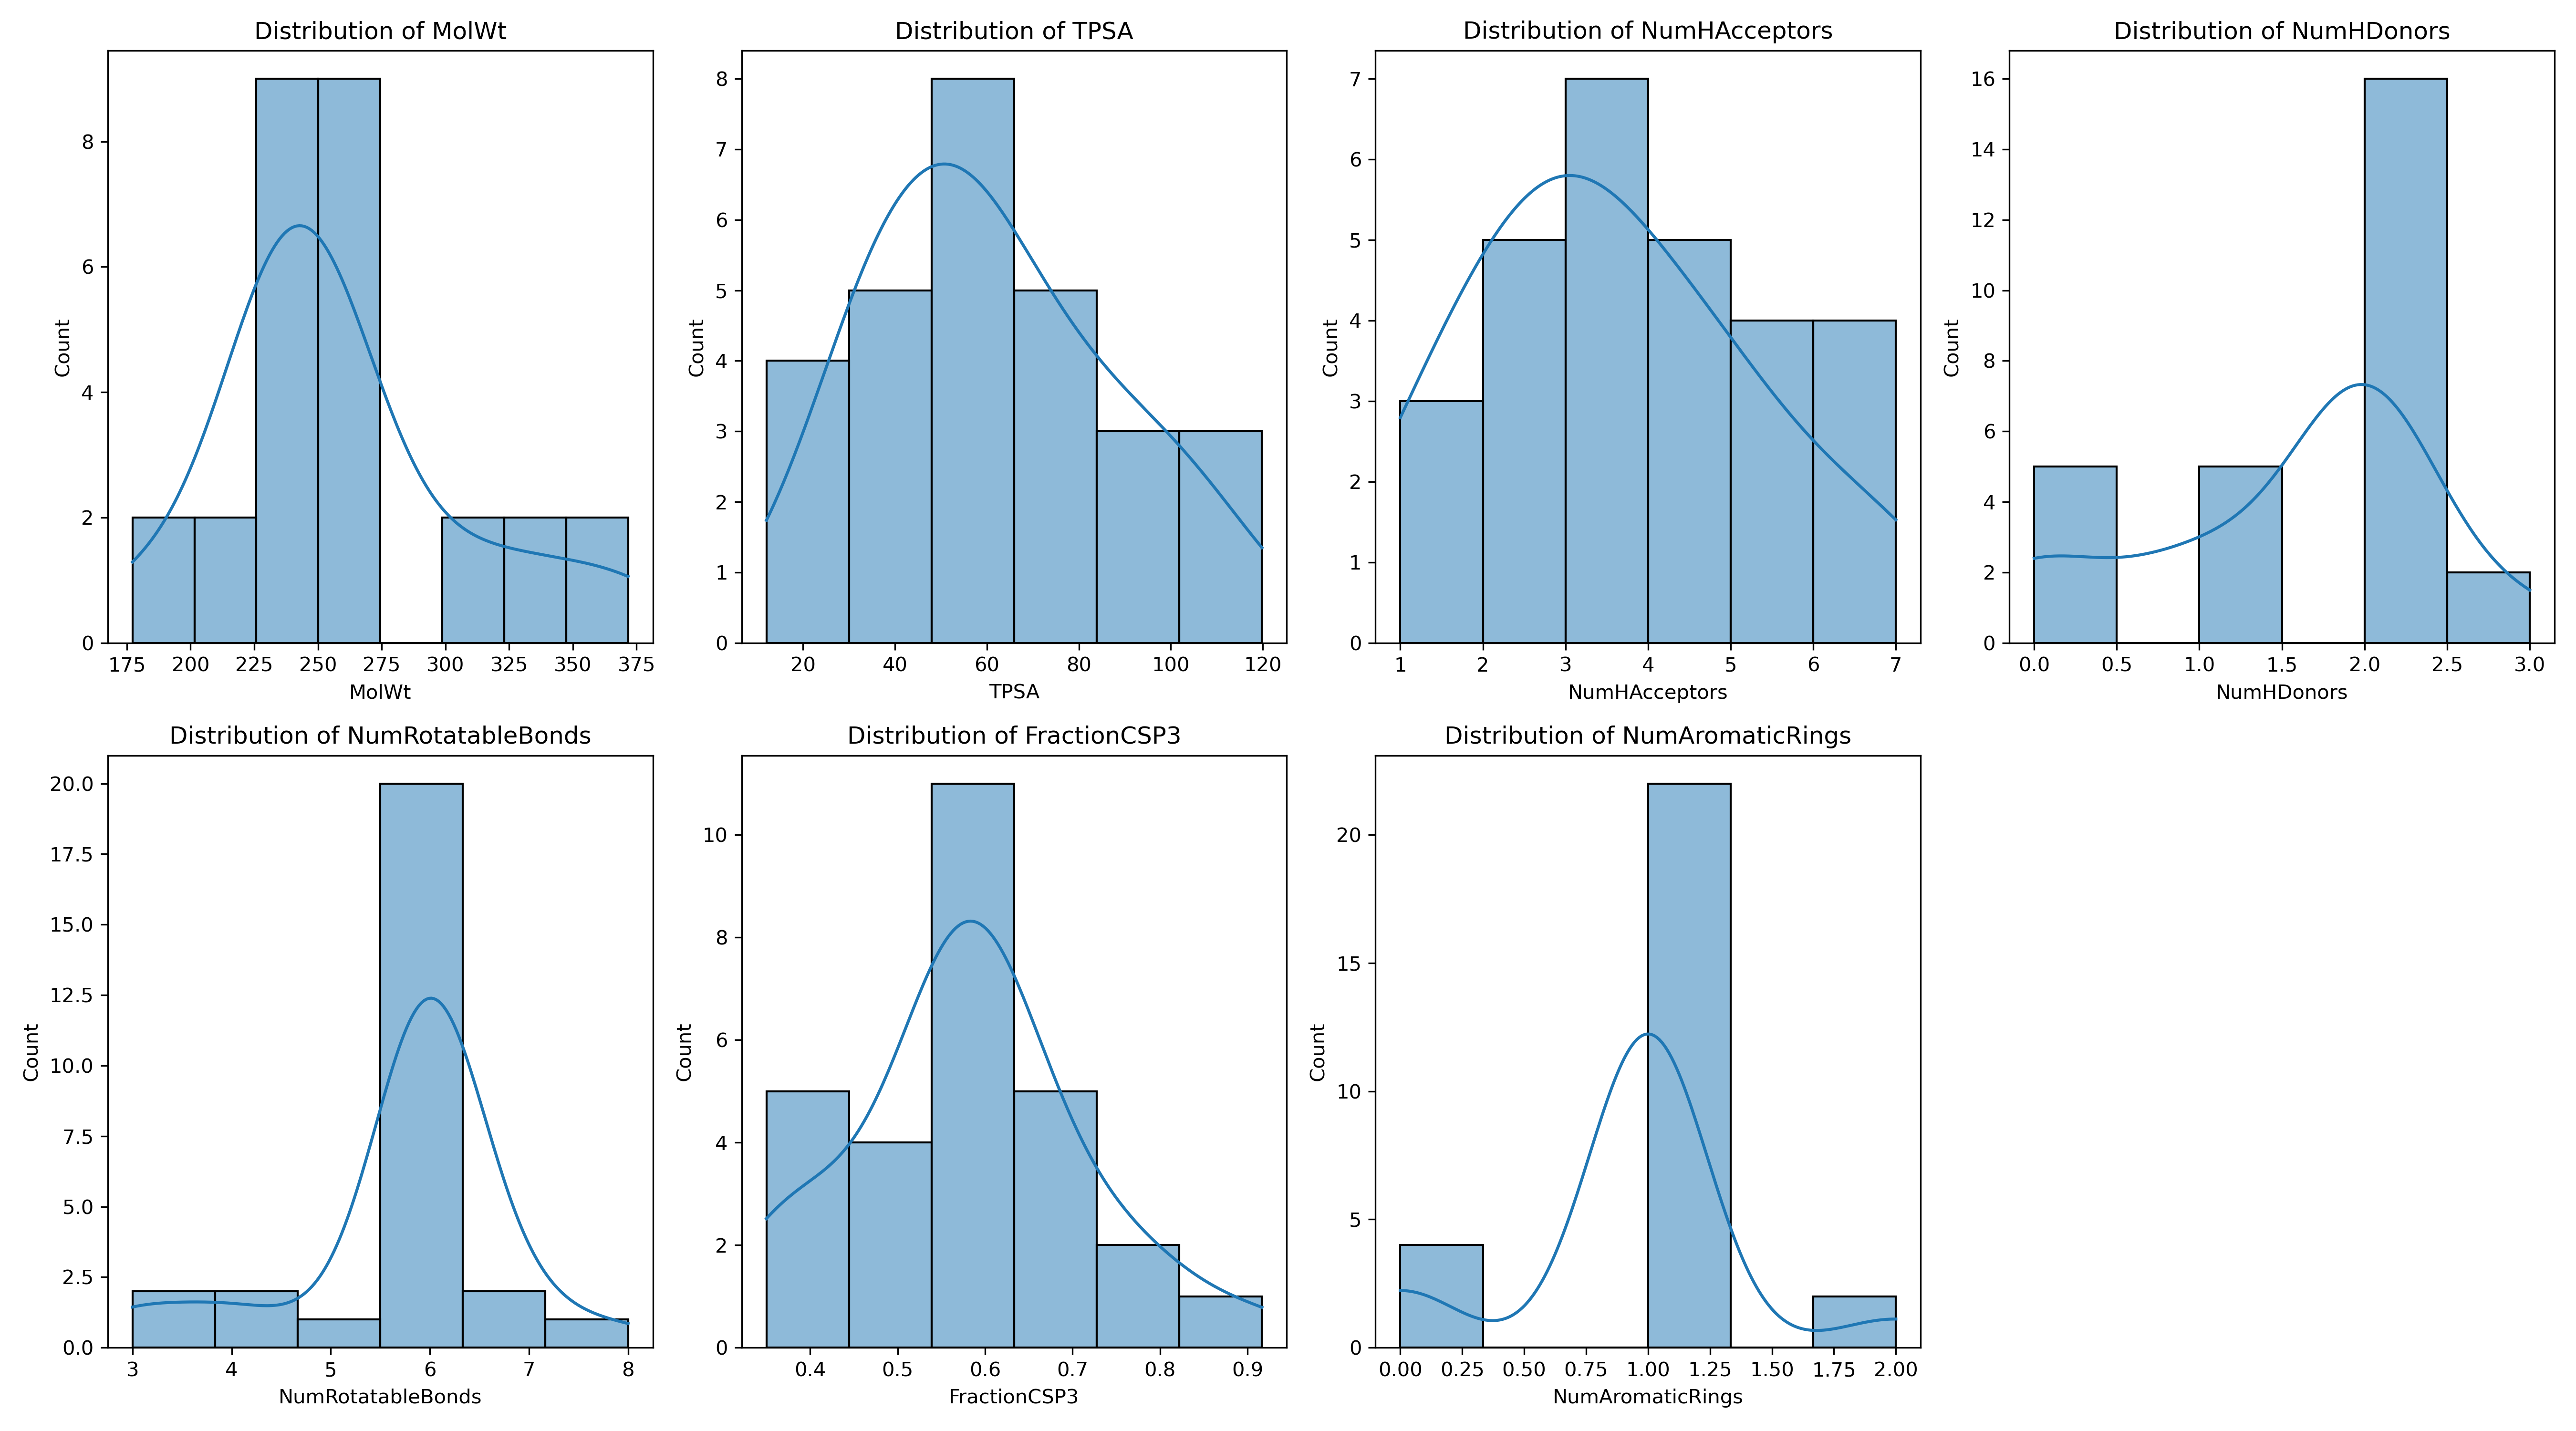 Distribution of MolWt
Count
8
6
4
2
0
175 200 225 250 275 300 325 350 375
MolWt
Distribution of TPSA
Count
8
7
6
5
4
3
2
1
0
20 40 60 80 100 120
TPSA
Distribution of NumHAcceptors
Count
7
6
5
4
3
2
1
0
1 2 3 4 5 6 7
NumHAcceptors
Distribution of NumHDonors
Count
16
14
12
10
8
6
4
2
0
0.0 0.5 1.0 1.5 2.0 2.5 3.0
NumHDonors
Distribution of NumRotatableBonds
Count
20.0
17.5
15.0
12.5
10.0
7.5
5.0
2.5
0.0
3 4 5 6 7 8
NumRotatableBonds
Distribution of FractionCSP3
Count
10
8
6
4
2
0
0.4 0.5 0.6 0.7 0.8 0.9
FractionCSP3
Distribution of NumAromaticRings
Count
20
15
10
5
0
0.00 0.25 0.50 0.75 1.00 1.25 1.50 1.75 2.00
NumAromaticRings